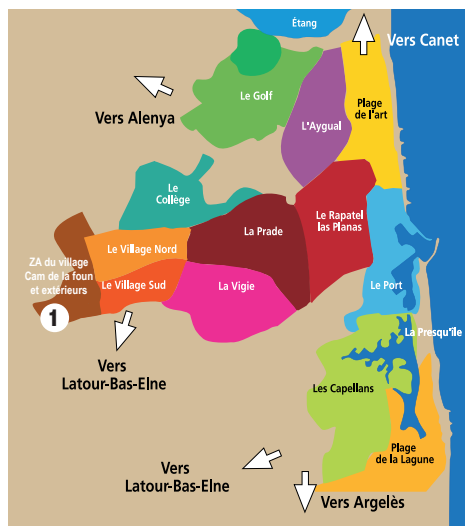 Étang
Vers Canet
Le Golf
Plage
de l'art
Vers Alenya
L'Aygual
Le
Collège
Le Rapatel
las Planas
La Prade
Le Village Nord
ZA du village
Cam de la foun
et extérieurs
Le Village Sud
La Vigie
Le Port
1
La Presqu'île
Vers
Latour-Bas-Elne
Les Capellans
Plage
de la Lagune
Vers
Latour-Bas-Elne
Vers Argelès